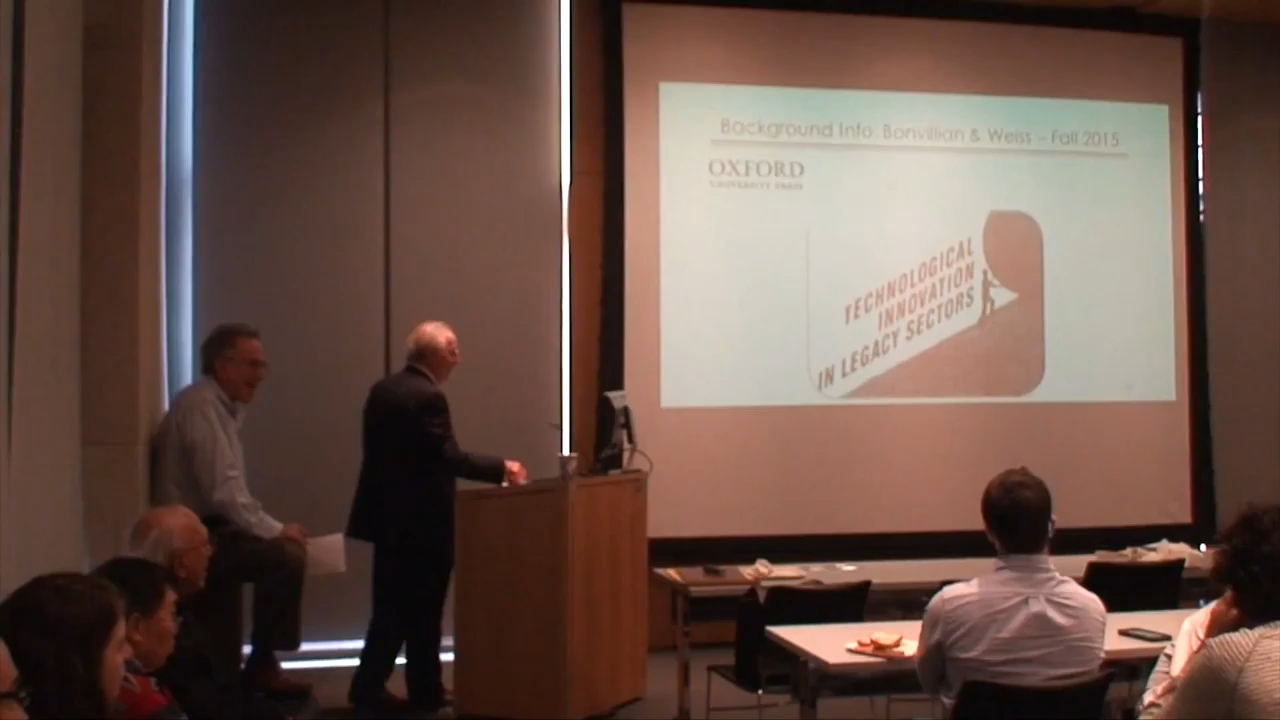 Background Info: Bonvillian & Weiss – Fall 2015
OXFORD
UNIVERSITY PRESS
TECHNOLOGICAL
INNOVATION
IN LEGACY SECTORS